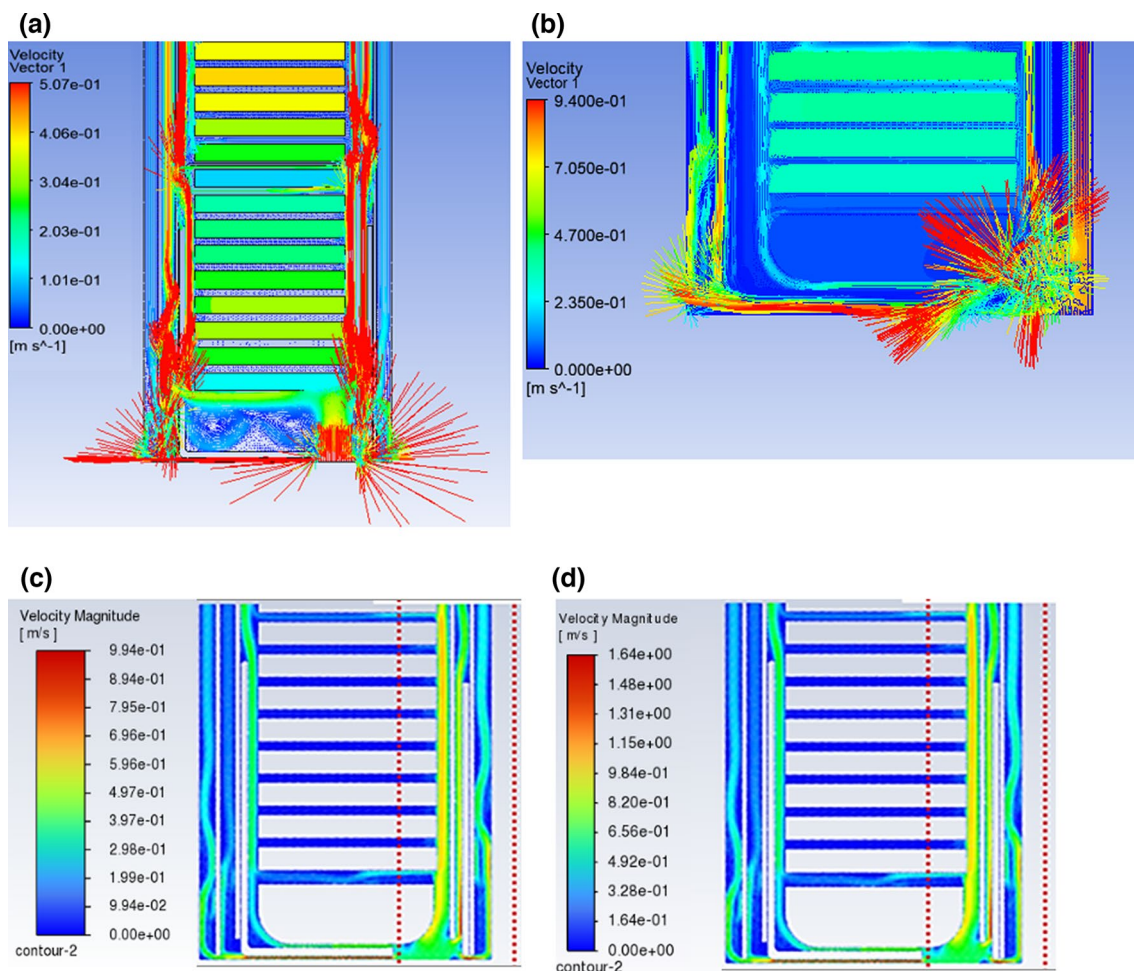 (a)
Velocity
Vector 1
5.07e-01
4.06e-01
3.04e-01
2.03e-01
1.01e-01
0.00e+00
[m s^-1]
(b)
Velocity
Vector 1
9.400e-01
7.050e-01
4.700e-01
2.350e-01
0.000e+00
[m s^-1]
(c)
Velocity Magnitude
[ m/s ]
9.94e-01
8.94e-01
7.95e-01
6.96e-01
5.96e-01
4.97e-01
3.97e-01
2.98e-01
1.99e-01
9.94e-02
0.00e+00
contour-2
(d)
Velocity Magnitude
[ m/s ]
1.64e+00
1.48e+00
1.31e+00
1.15e+00
9.84e-01
8.20e-01
6.56e-01
4.92e-01
3.28e-01
1.64e-01
0.00e+00
contour-2